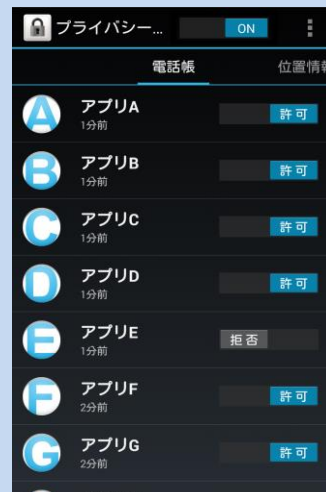 プライバシー... ON
電話帳 位置情報
A アプリA
1分前 許可
B アプリB
1分前 許可
C アプリC
1分前 許可
D アプリD
1分前 許可
E アプリE
1分前 拒否
F アプリF
2分前 許可
G アプリG
2分前 許可